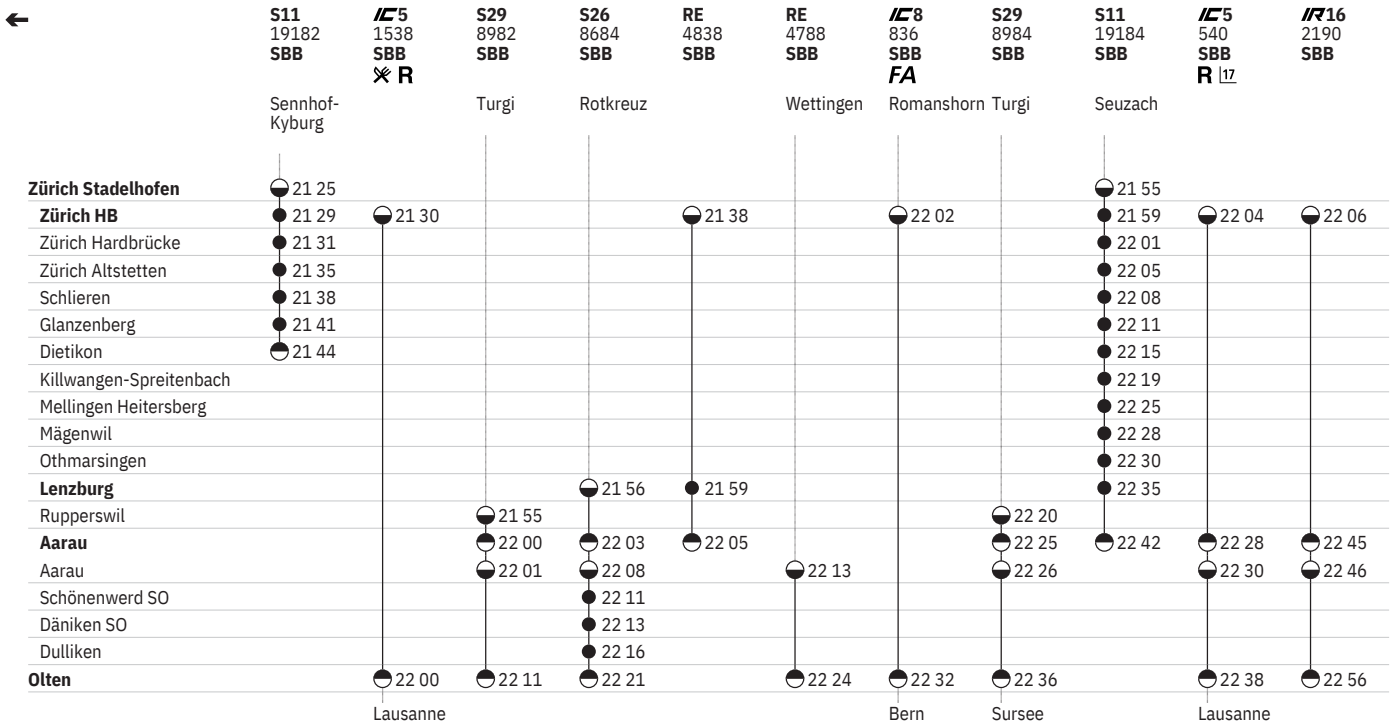 S11 IC5 S29 S26 RE RE IC8 S29 S11 IC5 IR16
19182 1538 8982 8684 4838 4788 836 8984 19184 540 2190
SBB SBB SBB SBB SBB SBB SBB SBB SBB SBB SBB
R FA R 17
Sennhof- Turgi Rotkreuz Wettingen Romanshorn Turgi Seuzach
Kyburg
Zürich Stadelhofen 21 25 21 55
Zürich HB 21 29 21 30 21 38 22 02 21 59 22 04 22 06
Zürich Hardbrücke 21 31 22 01
Zürich Altstetten 21 35 22 05
Schlieren 21 38 22 08
Glanzenberg 21 41 22 11
Dietikon 21 44 22 15
Killwangen-Spreitenbach 22 19
Mellingen Heitersberg 22 25
Mägenwil 22 28
Othmarsingen 22 30
Lenzburg 21 56 21 59 22 35
Rupperswil 21 55 22 20
Aarau 22 00 22 03 22 05 22 25 22 42 22 28 22 45
Aarau 22 01 22 08 22 13 22 26 22 30 22 46
Schönenwerd SO 22 11
Däniken SO 22 13
Dulliken 22 16
Olten 22 00 22 11 22 21 22 24 22 32 22 36 22 38 22 56
Lausanne Bern Sursee Lausanne